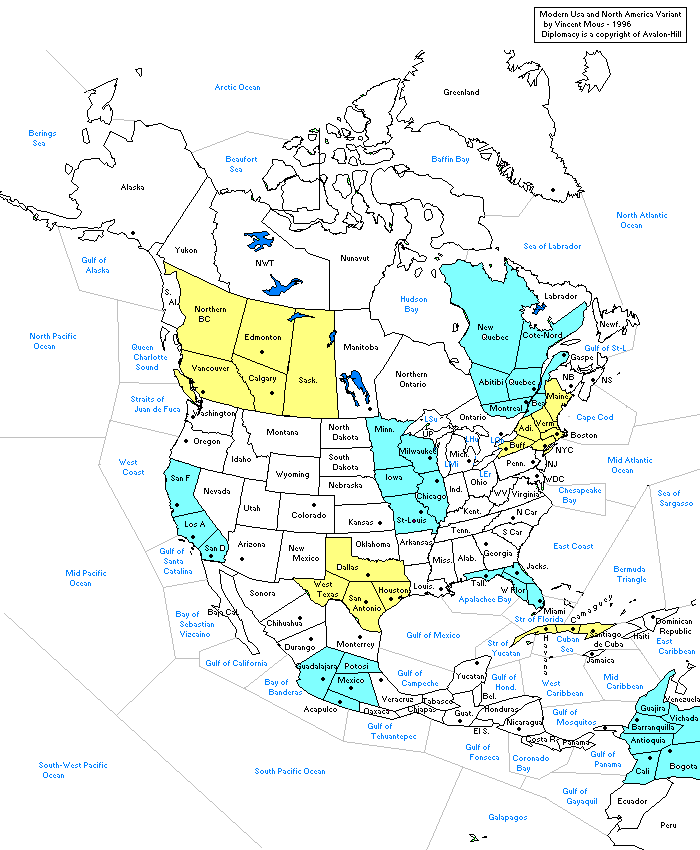 Modern Usa and North America Variant
by Vincent Mous - 1996
Diplomacy is a copyright of Avalon-Hill
Arctic Ocean
Greenland
Berings
Sea
Beaufort
Sea
Baffin Bay
Alaska
North Atlantic
Ocean
Yukon
Sea of Labrador
Gulf of
Alaska
NWT
Nunavut
S.
Al.
Northern
BC
Hudson
Bay
Labrador
New
Quebec
Cote-Nord
Newf.
North Pacific
Ocean
Queen
Charlotte
Sound
Edmonton
Manitoba
Gulf of St-L
Gaspe
Vancouver
Calgary
Sask.
Northern
Ontario
Abitibi
Quebec
NB
NS
Straits of
Juan de Fuca
Washington
Montreal
Bea
Maine
Ontario
LSu
Cape Cod
Oregon
Montana
North
Dakota
Minn.
UP
LHu
Adi.
Verm
Boston
Idaho
South
Dakota
Milwaukee
Mich.
LMi
Buff
NYC
West
Coast
San F
Wyoming
Nebraska
Iowa
LEr
Penn.
NJ
Mid Atlantic
Ocean
Nevada
Utah
Colorado
Chicago
Ind.
Ohio
WDC
WV
Virginia
Chesapeake
Bay
Sea of
Sargasso
Los A
Kansas
St-Louis
Kent.
N Car
Gulf of
Santa
Catalina
San D
Arizona
New
Mexico
Oklahoma
Arkansas
Tenn.
S Car
East Coast
Mid Pacific
Ocean
Dallas
Miss.
Alab.
Georgia
Bermuda
Triangle
West
Texas
San
Antonio
Houston
Louis.
Tall.
Jacks.
W Flor
Sonora
Apalachee Bay
Miami
Baja Cal.
Bay of
Sebastian
Vizcaino
Chihuahua
Str of Florida
Camaguey
Dominican
Republic
Durango
Monterrey
Gulf of Mexico
Str of
Yucatan
Havana
Cuban
Sea
Santiago
de Cuba
Haiti
East
Caribbean
Gulf of California
Guadalajara
Potosi
Jamaica
Bay of
Banderas
Mexico
Gulf of
Campeche
Yucatan
Gulf of
Hond.
West
Caribbean
Mid
Caribbean
Acapulco
Veracruz
Oaxaca
Tabasco
Chiapas
Bel.
Guat.
Honduras
Gulf of
Mosquitos
Guajira
Venezuela
Gulf of
Tehuantepec
El S.
Nicaragua
Costa R.
Panama
Barranquilla
Vichada
Antioquia
South-West Pacific
Ocean
South Pacific Ocean
Gulf of
Fonseca
Coronado
Bay
Gulf of
Panama
Cali
Bogota
Gulf of
Guayaquil
Ecuador
Galapagos
Peru